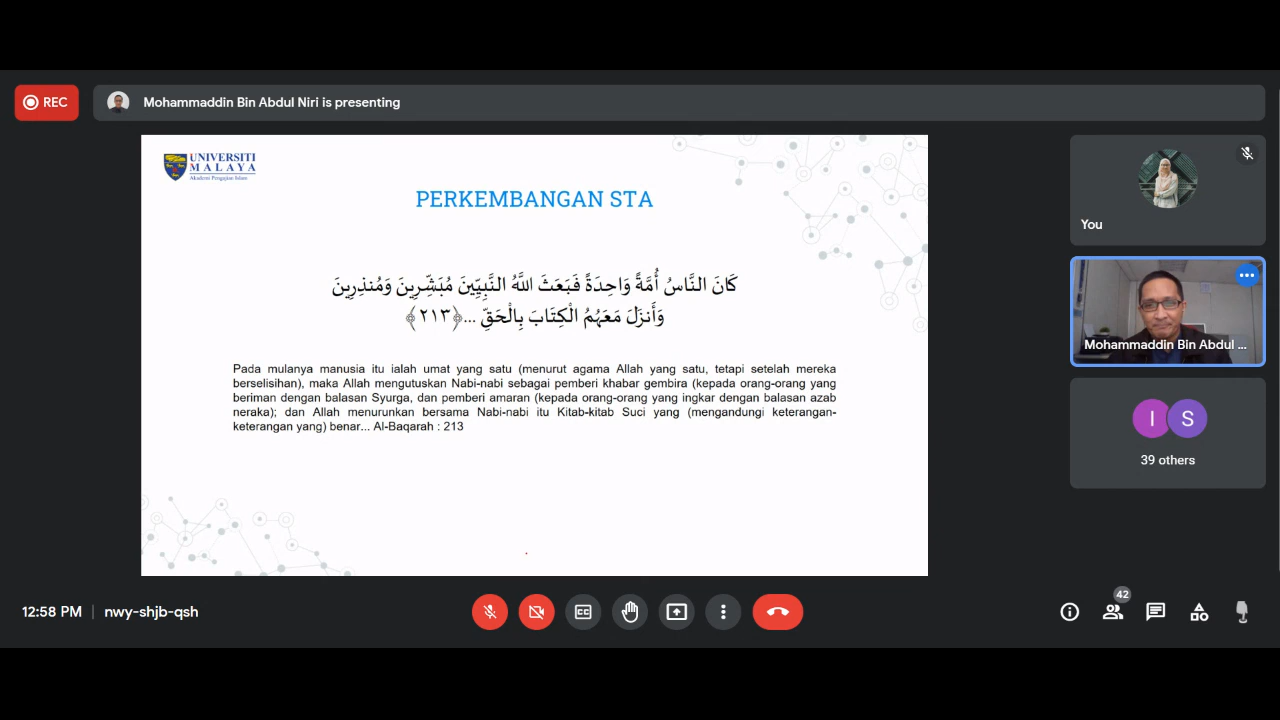 REC
Mohammaddin Bin Abdul Niri is presenting
UNIVERSITI
MALAYA
Akademi Pengajian Islam
PERKEMBANGAN STA
كَانَ النَّاسُ أُمَّةً وَاحِدَةً فَبَعَثَ اللَّهُ النَّبِيِّينَ مُبَشِّرِينَ وَمُنذِرِينَ
وَأَنزَلَ مَعَهُمُ الْكِتَابَ بِالْحَقِّ ...﴿٢١٣﴾
Pada mulanya manusia itu ialah umat yang satu (menurut agama Allah yang satu, tetapi setelah mereka
berselisihan), maka Allah mengutuskan Nabi-nabi sebagai pemberi khabar gembira (kepada orang-orang yang
beriman dengan balasan Syurga, dan pemberi amaran (kepada orang-orang yang ingkar dengan balasan azab
neraka); dan Allah menurunkan bersama Nabi-nabi itu Kitab-kitab Suci yang (mengandungi keterangan-
keterangan yang) benar... Al-Baqarah : 213
You
Mohammaddin Bin Abdul ...
I S
39 others
12:58 PM | nwy-shjb-qsh
CC
42